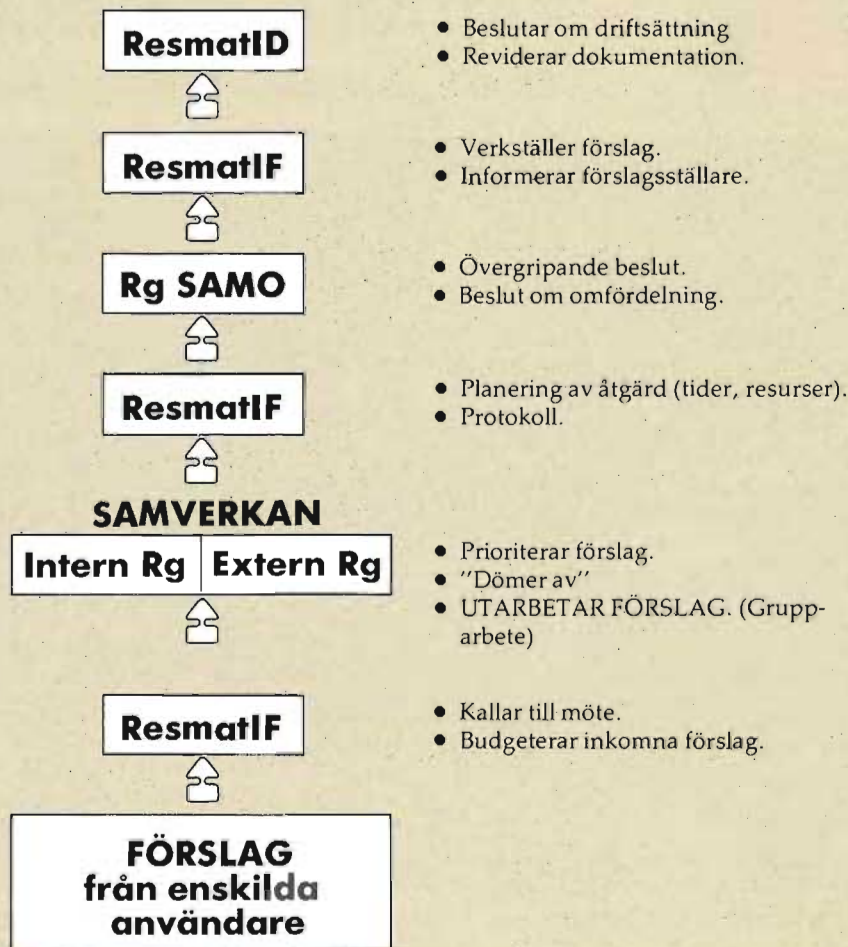 ResmatID
• Beslutar om driftsättning
• Reviderar dokumentation.
ResmatIF
• Verkställer förslag.
• Informerar förslagsställare.
Rg SAMO
• Övergripande beslut.
• Beslut om omfördelning.
ResmatIF
• Planering av åtgärd (tider, resurser).
• Protokoll.
SAMVERKAN
Intern Rg Extern Rg
• Prioriterar förslag.
• ”Dömer av”
• UTARBETAR FÖRSLAG. (Grupp-
arbete)
ResmatIF
• Kallar till möte.
• Budgeterar inkomna förslag.
FÖRSLAG
från enskilda
användare